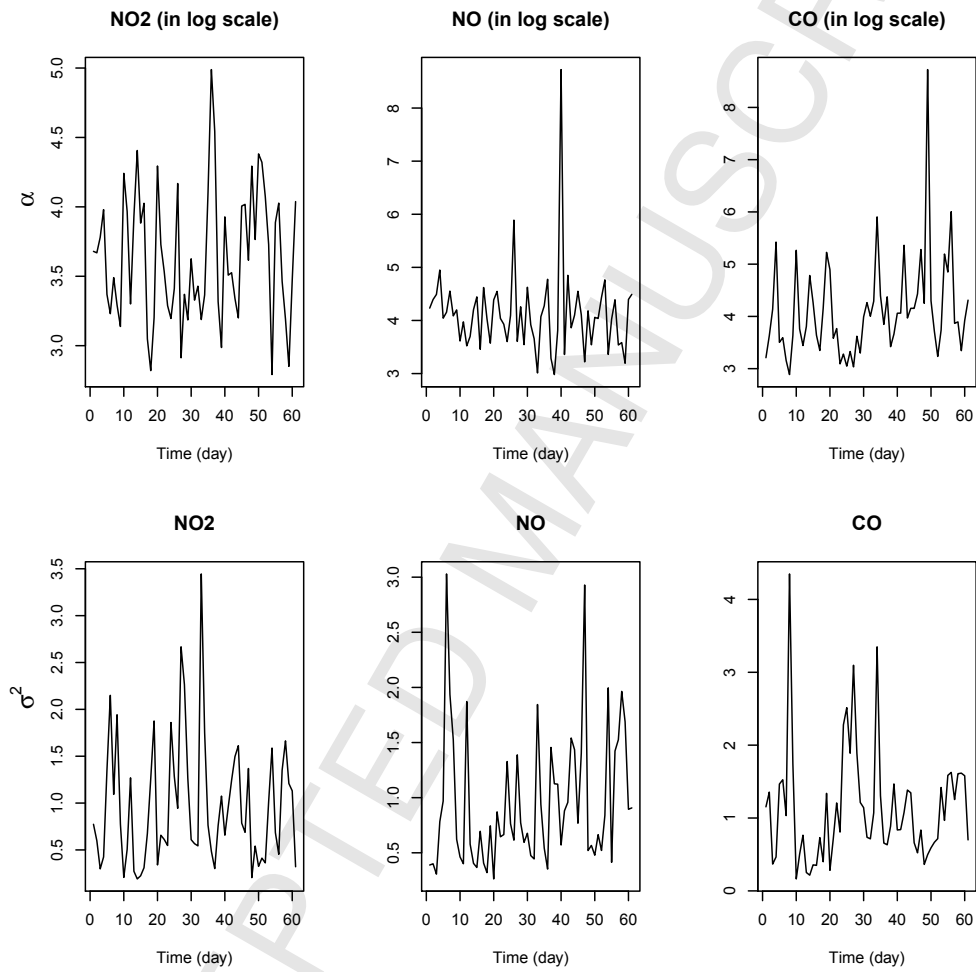 NO2 (in log scale)
NO (in log scale)
CO (in log scale)
α
5.0
4.5
4.0
3.5
3.0
0 10 20 30 40 50 60
Time (day)
8
7
6
5
4
3
0 10 20 30 40 50 60
Time (day)
8
7
6
5
4
3
0 10 20 30 40 50 60
Time (day)
NO2
NO
CO
σ²
3.5
3.0
2.5
2.0
1.5
1.0
0.5
0 10 20 30 40 50 60
Time (day)
3.0
2.5
2.0
1.5
1.0
0.5
0 10 20 30 40 50 60
Time (day)
4
3
2
1
0
0 10 20 30 40 50 60
Time (day)
PTED MANUSCR